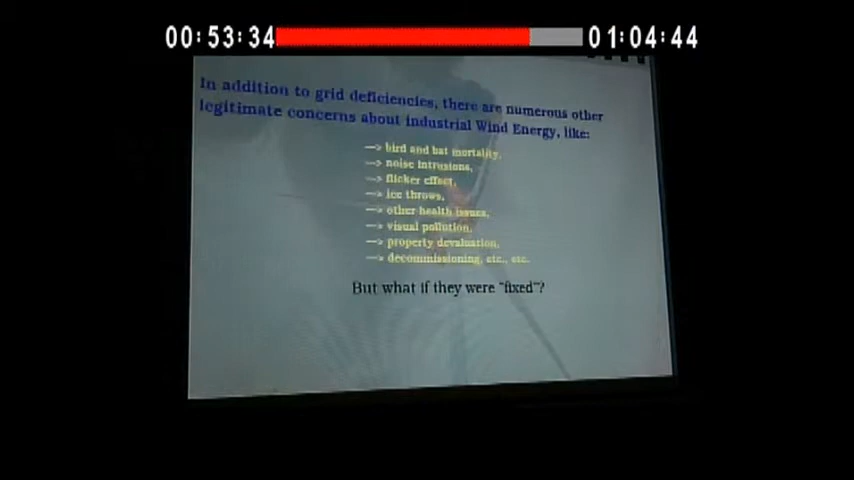 00:53:34
01:04:44
In addition to grid deficiencies, there are numerous other
legitimate concerns about industrial Wind Energy, like:
—> bird and bat mortality,
—> noise intrusions,
—> flicker effect,
—> ice throws,
—> other health issues,
—> visual pollution,
—> property devaluation,
—> decommissioning, etc., etc.
But what if they were "fixed"?